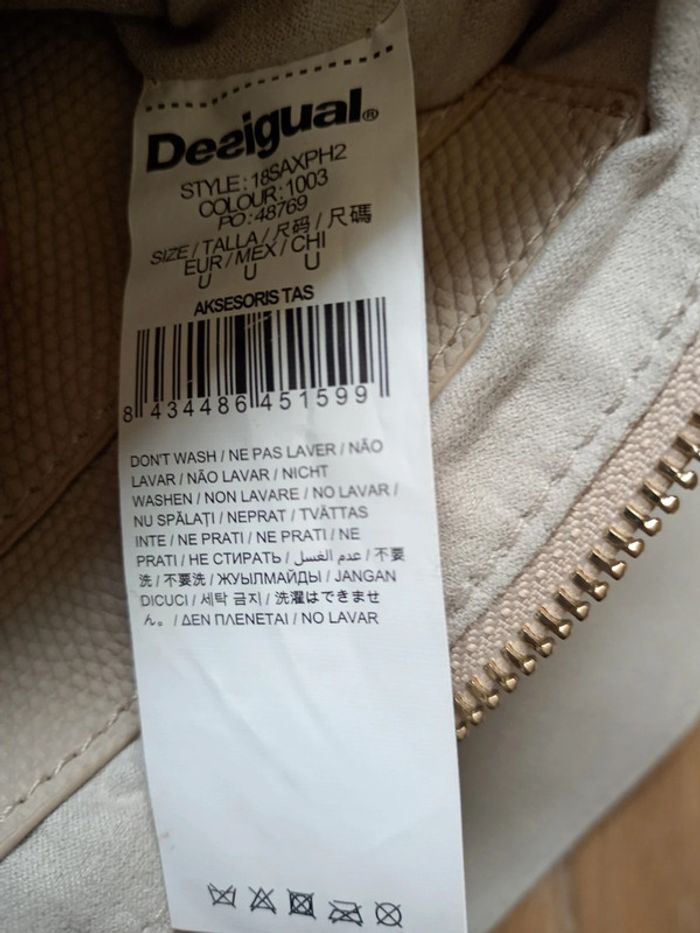 Desigual®
STYLE: 18SAXPH2
COLOUR: 1003
PO: 48769
SIZE / TALLA / 尺码 / 尺碼
EUR / MEX / CHI
U U U
AKSESORIS TAS
8 434486 451599
DON'T WASH / NE PAS LAVER / NÃO
LAVAR / NÃO LAVAR / NICHT
WASHEN / NON LAVARE / NO LAVAR /
NU SPĂLAȚI / NEPRAT / TVÄTTAS
INTE / NE PRATI / NE PRATI / NE
PRATI / НЕ СТИРАТЬ / عدم الغسل / 不要
洗 / 不要洗 / ЖУЫЛМАЙДЫ / JANGAN
DICUCI / 세탁 금지 / 洗濯はできませ
ん。 / ΔΕΝ ΠΛΕΝΕΤΑΙ / NO LAVAR